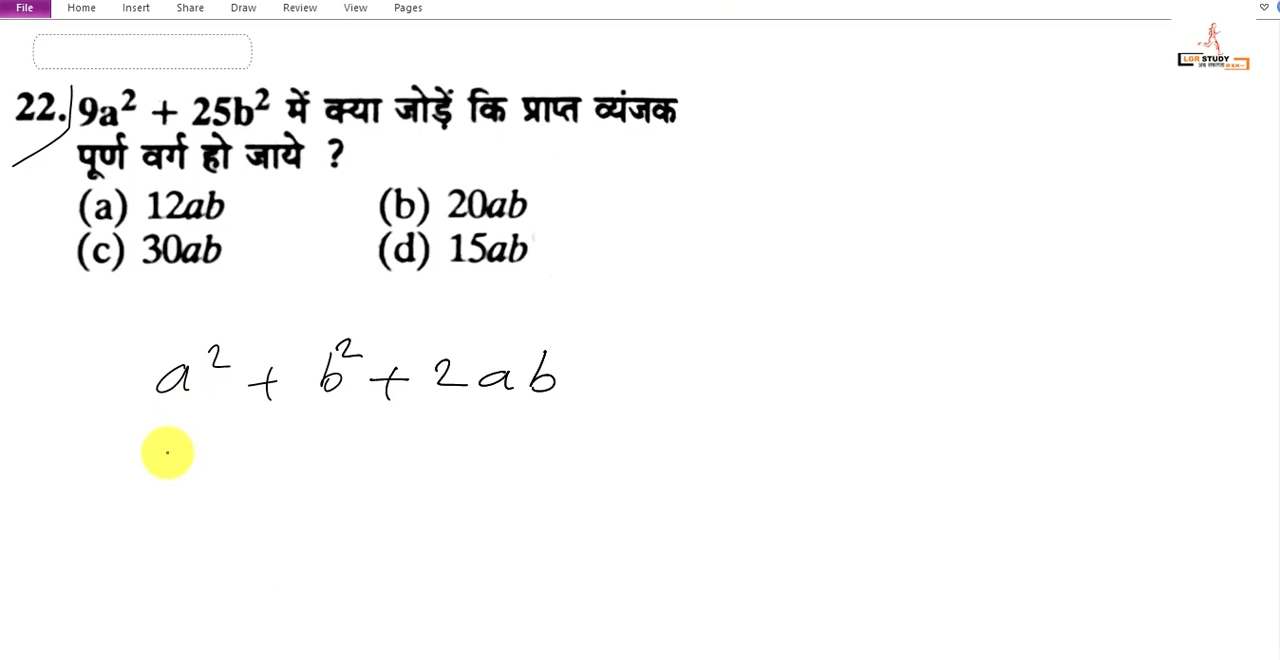 File Home Insert Share Draw Review View Pages
LGR STUDY
22. 9a² + 25b² में क्या जोड़ें कि प्राप्त व्यंजक
पूर्ण वर्ग हो जाये ?
(a) 12ab (b) 20ab
(c) 30ab (d) 15ab
a² + b² + 2ab